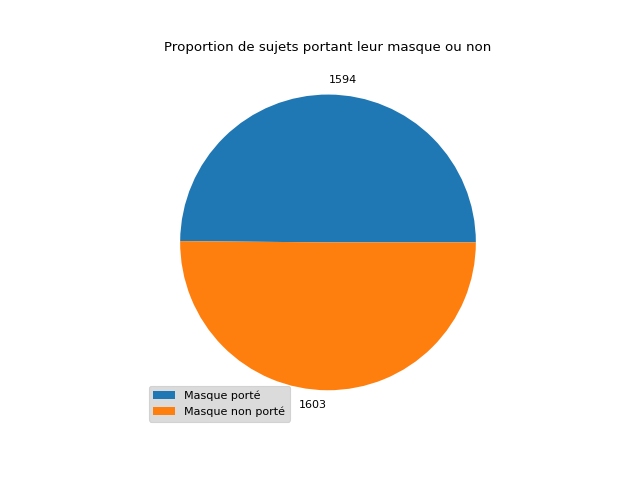 Proportion de sujets portant leur masque ou non
1594
1603
Masque porté
Masque non porté